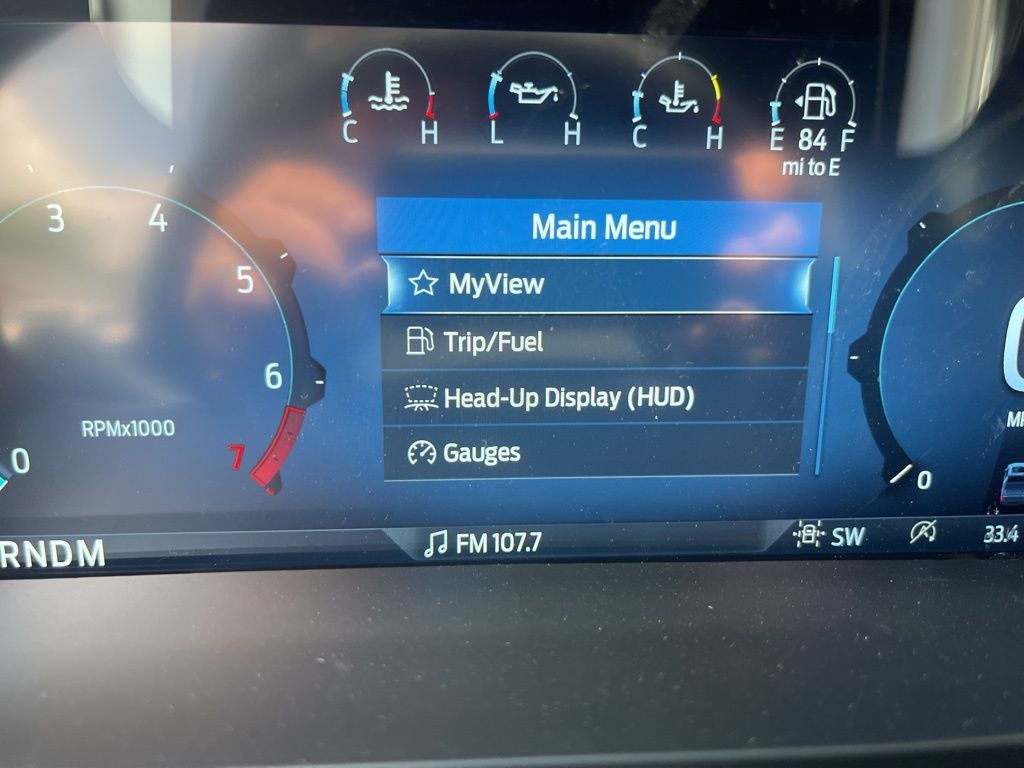 C H
L H
C H
E 84 F
mi to E
3
4
5
6
7
0
RPMx1000
Main Menu
MyView
Trip/Fuel
Head-Up Display (HUD)
Gauges
0
RNDM
FM 107.7
SW
33.4